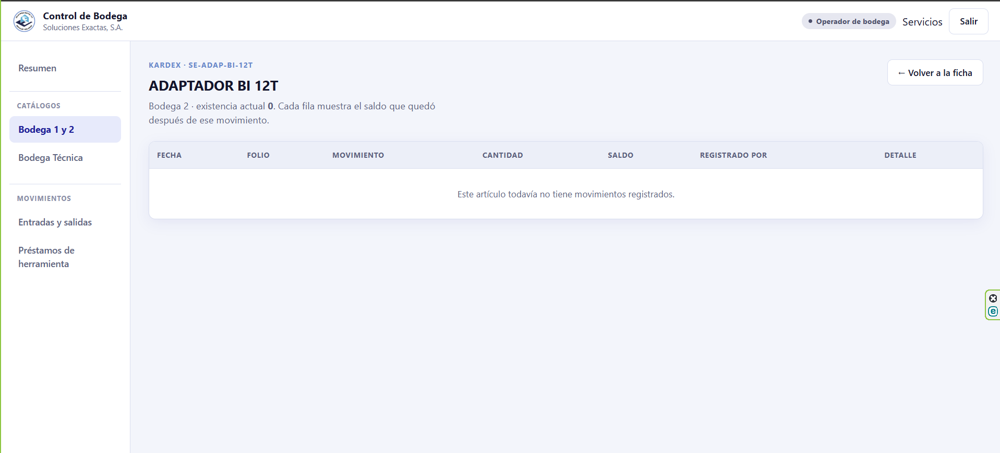 Control de Bodega
Soluciones Exactas, S.A.
Operador de bodega
Servicios
Salir
Resumen
CATÁLOGOS
Bodega 1 y 2
Bodega Técnica
MOVIMIENTOS
Entradas y salidas
Préstamos de
herramienta
KARDEX · SE-ADAP-BI-12T
ADAPTADOR BI 12T
Bodega 2 · existencia actual 0. Cada fila muestra el saldo que quedó
después de ese movimiento.
← Volver a la ficha
FECHA FOLIO MOVIMIENTO CANTIDAD SALDO REGISTRADO POR DETALLE
Este artículo todavía no tiene movimientos registrados.